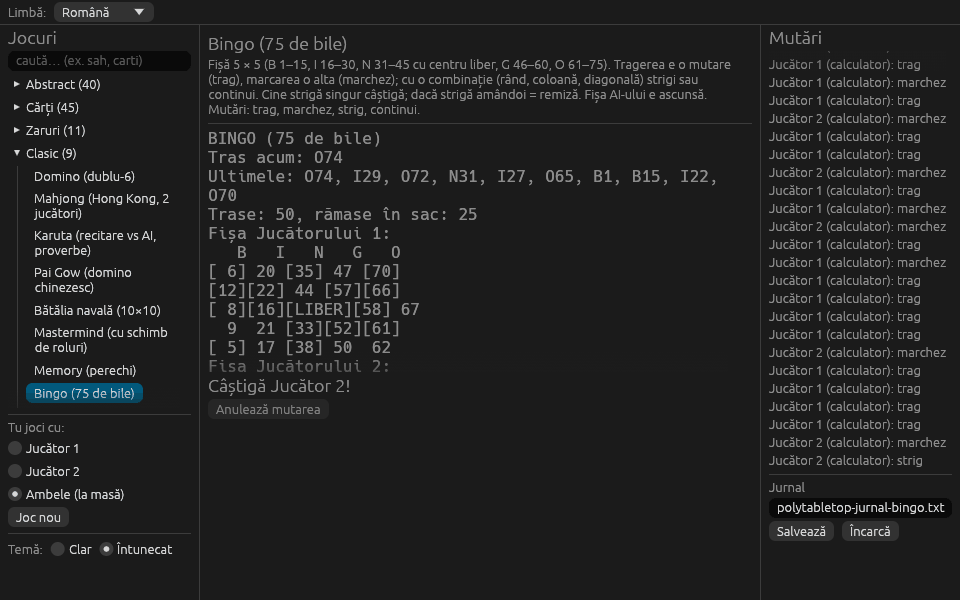 Limbă: Română
Jocuri
caută... (ex. sah, carti)
Abstract (40)
Cărți (45)
Zaruri (11)
Clasic (9)
Domino (dublu-6)
Mahjong (Hong Kong, 2
jucători)
Karuta (recitare vs AI,
proverbe)
Pai Gow (domino
chinezesc)
Bătălia navală (10×10)
Mastermind (cu schimb
de roluri)
Memory (perechi)
Bingo (75 de bile)
Tu joci cu:
Jucător 1
Jucător 2
Ambele (la masă)
Joc nou
Temă: Clar Întunecat
Bingo (75 de bile)
Fișă 5 × 5 (B 1–15, I 16–30, N 31–45 cu centru liber, G 46–60, O 61–75). Tragerea e o mutare
(trag), marcarea o alta (marchez); cu o combinație (rând, coloană, diagonală) strigi sau
continui. Cine strigă singur câștigă; dacă strigă amândoi = remiză. Fișa AI-ului e ascunsă.
Mutări: trag, marchez, strig, continui.
BINGO (75 de bile)
Tras acum: O74
Ultimele: O74, I29, O72, N31, I27, O65, B1, B15, I22,
O70
Trase: 50, rămase în sac: 25
Fișa Jucătorului 1:
B I N G O
[ 6] 20 [35] 47 [70]
[12][22] 44 [57][66]
[ 8][16][LIBER][58] 67
9 21 [33][52][61]
[ 5] 17 [38] 50 62
Fișa Jucătorului 2:
Câștigă Jucător 2!
Anulează mutarea
Mutări
Jucător 1 (calculator): trag
Jucător 2 (calculator): marchez
Jucător 1 (calculator): trag
Jucător 2 (calculator): marchez
Jucător 1 (calculator): trag
Jucător 1 (calculator): trag
Jucător 2 (calculator): marchez
Jucător 1 (calculator): trag
Jucător 1 (calculator): marchez
Jucător 2 (calculator): marchez
Jucător 1 (calculator): trag
Jucător 1 (calculator): marchez
Jucător 1 (calculator): trag
Jucător 1 (calculator): trag
Jucător 1 (calculator): trag
Jucător 1 (calculator): trag
Jucător 2 (calculator): marchez
Jucător 1 (calculator): trag
Jucător 1 (calculator): trag
Jucător 1 (calculator): trag
Jucător 1 (calculator): trag
Jucător 2 (calculator): marchez
Jucător 2 (calculator): strig
Jurnal
polytabletop-jurnal-bingo.txt
Salvează Încarcă